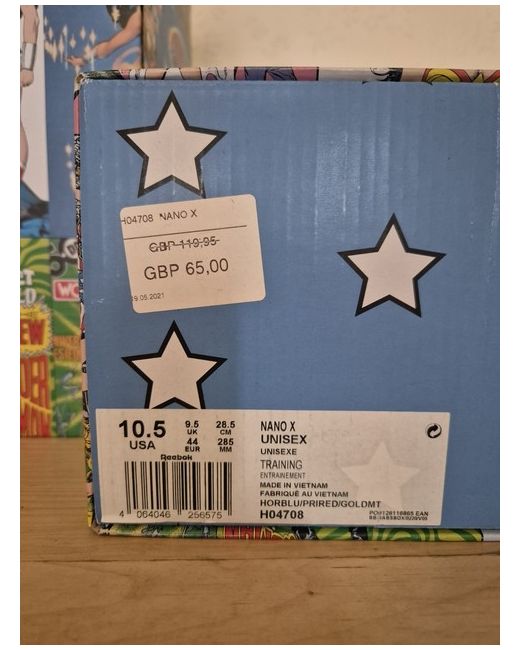 H04708 NANO X
GBP 119,95
GBP 65,00
19.05.2021
10.5
USA
9.5
UK
28.5
CM
44
EUR
285
MM
Reebok
4 064046 256575
NANO X
UNISEX
UNISEXE
TRAINING
ENTRAINEMENT
MADE IN VIETNAM
FABRIQUÉ AU VIETNAM
HORBLU/PRIRED/GOLDMT
H04708